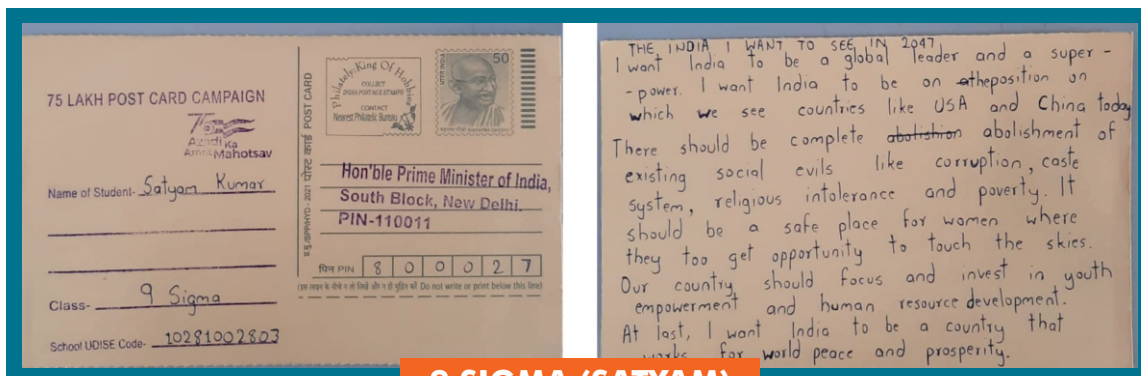 75 LAKH POST CARD CAMPAIGN
75
Azadi Ka
Amrit Mahotsav
Name of Student- Satyam Kumar
Class- 9 Sigma
School UDISE Code- 10281002803
पोस्ट कार्ड POST CARD
Philately: King Of Hobbies
COLLECT
INDIA POSTAGE STAMPS
CONTACT
Nearest Philatelic Bureau
50
Hon'ble Prime Minister of India,
South Block, New Delhi.
PIN-110011
पिन PIN 8 0 0 0 2 7
(इस लाइन के नीचे न तो लिखें और न ही मुद्रित करें Do not write or print below this line)
THE INDIA I WANT TO SEE IN 2047
I want India to be a global leader and a super-
-power. I want India to be on a theposition on
which we see countries like USA and China today
There should be complete abolishion abolishment of
existing social evils like corruption, caste
system, religious intolerance and poverty. It
should be a safe place for women where
they too get opportunity to touch the skies.
Our country should focus and invest in youth
empowerment and human resource development.
At last, I want India to be a country that
works for world peace and prosperity.
9 SIGMA (SATYAM)